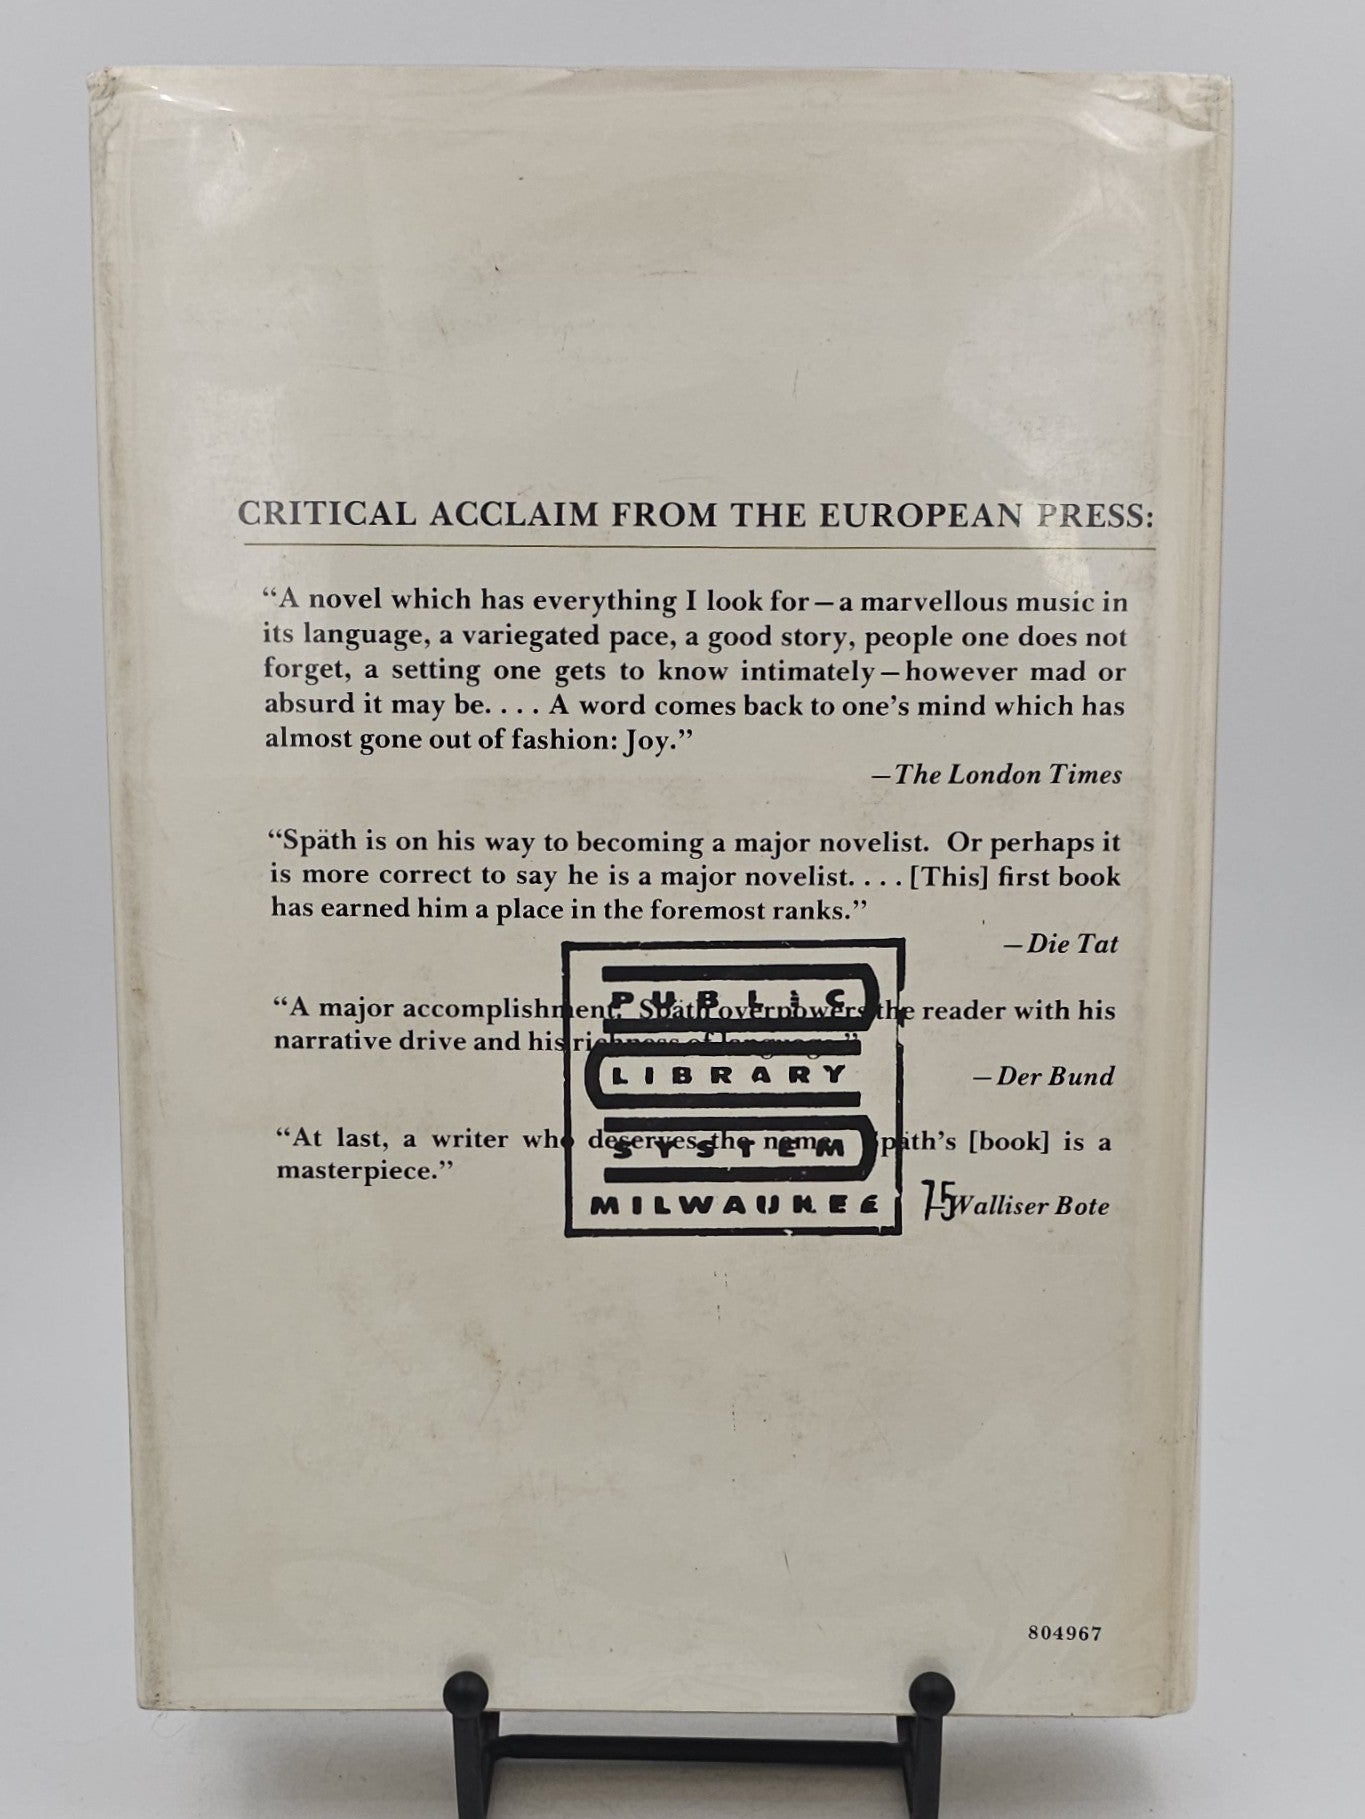 CRITICAL ACCLAIM FROM THE EUROPEAN PRESS:
“A novel which has everything I look for—a marvellous music in
its language, a variegated pace, a good story, people one does not
forget, a setting one gets to know intimately—however mad or
absurd it may be. . . . A word comes back to one’s mind which has
almost gone out of fashion: Joy.”
—The London Times
“Späth is on his way to becoming a major novelist. Or perhaps it
is more correct to say he is a major novelist. . . . [This] first book
has earned him a place in the foremost ranks.”
—Die Tat
“A major accomplishment. Späth overpowers the reader with his
narrative drive and his richness of language.”
—Der Bund
“At last, a writer who deserves the name. Späth’s [book] is a
masterpiece.”
—Walliser Bote
PUBLIC
LIBRARY
SYSTEM
MILWAUKEE
75
804967